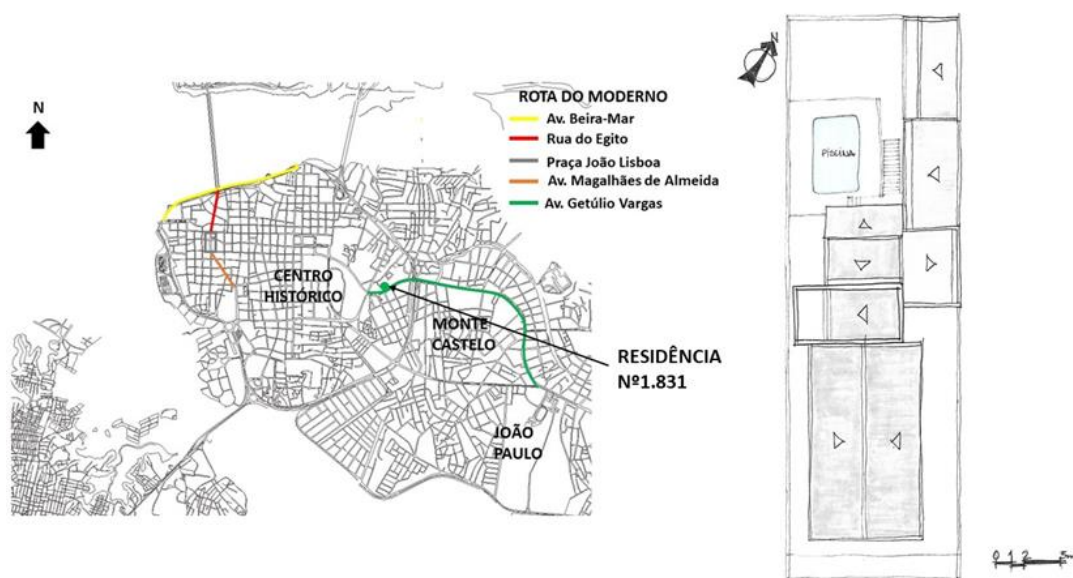 N
ROTA DO MODERNO
Av. Beira-Mar
Rua do Egito
Praça João Lisboa
Av. Magalhães de Almeida
Av. Getúlio Vargas
CENTRO
HISTÓRICO
MONTE
CASTELO
RESIDÊNCIA
Nº1.831
JOÃO
PAULO
N
PISCINA
0 1 2 5m